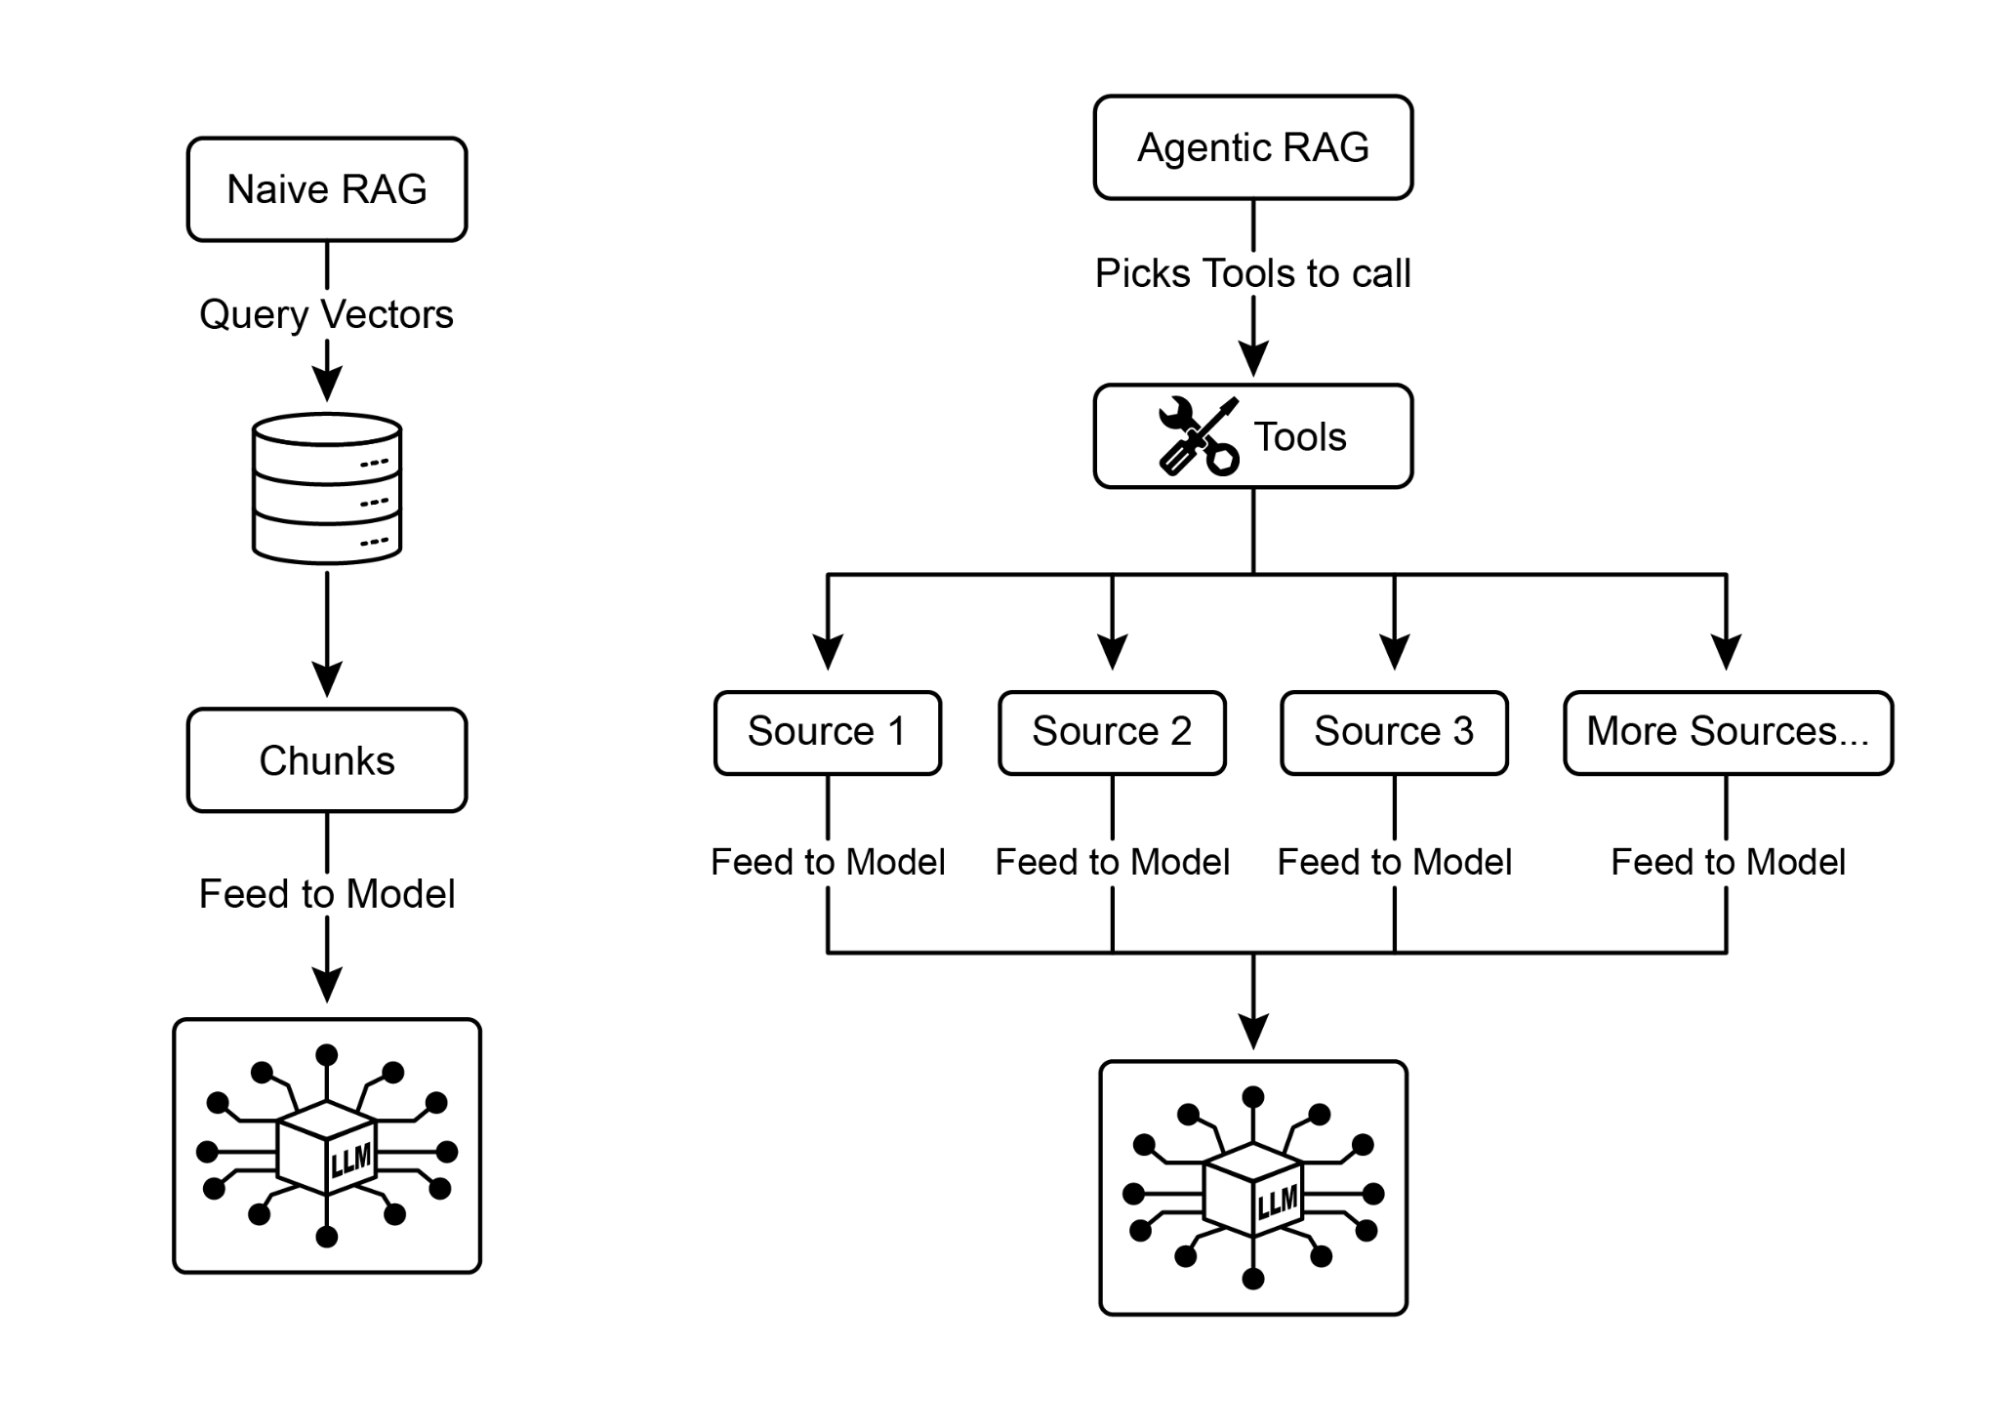 Naive RAG
Query Vectors
Chunks
Feed to Model
LLM
Agentic RAG
Picks Tools to call
Tools
Source 1
Source 2
Source 3
More Sources...
Feed to Model
Feed to Model
Feed to Model
Feed to Model
LLM